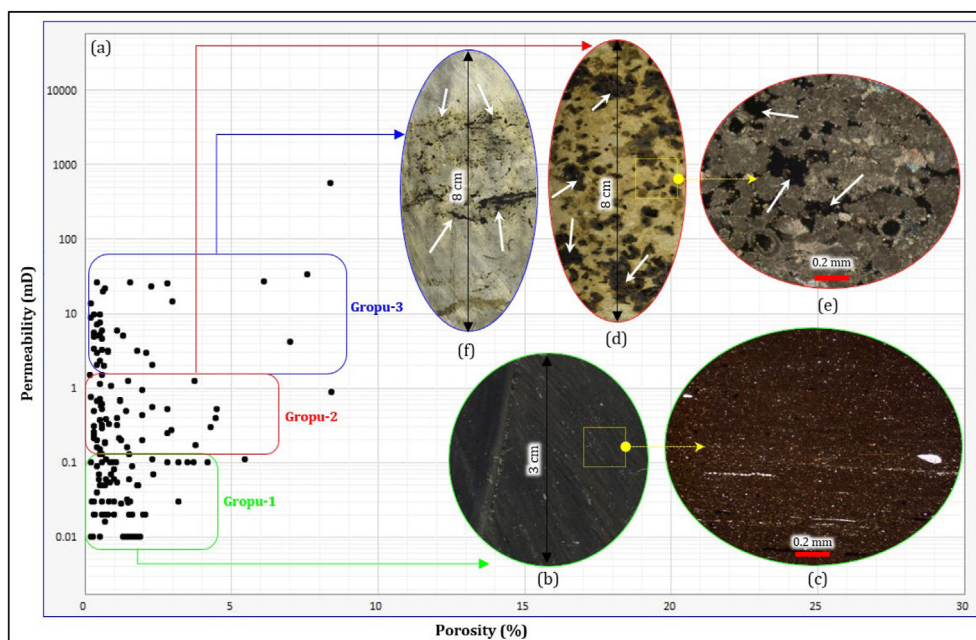 (a)
10000
1000
100
10
1
0.1
0.01
Permeability (mD)
0
5
10
15
20
25
30
Porosity (%)
Gropu-3
Gropu-2
Gropu-1
8 cm
(f)
8 cm
(d)
0.2 mm
(e)
3 cm
(b)
0.2 mm
(c)